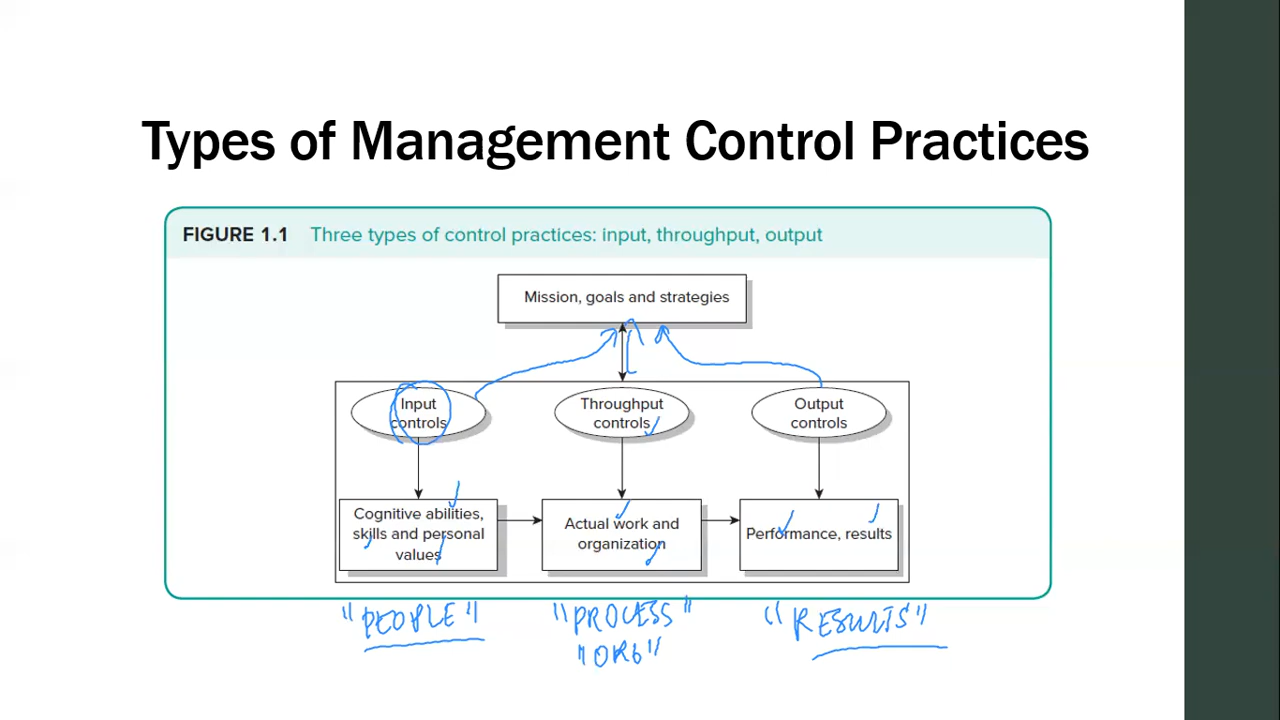 Types of Management Control Practices
FIGURE 1.1 Three types of control practices: input, throughput, output
Mission, goals and strategies
Input
controls
Throughput
controls
Output
controls
Cognitive abilities,
skills and personal
values
Actual work and
organization
Performance, results
"PEOPLE"
"PROCESS"
"ORG"
"RESULTS"